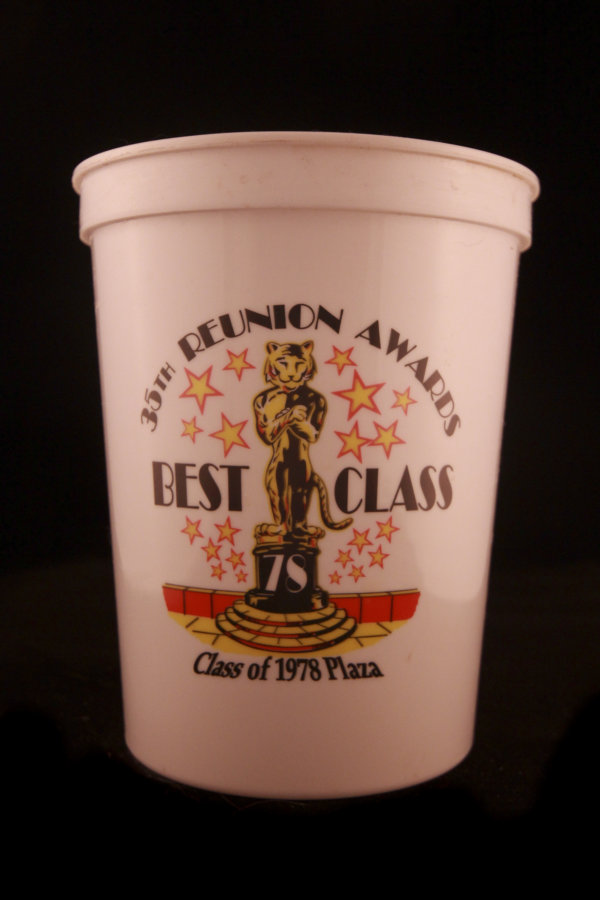 35TH REUNION AWARDS
BEST CLASS
78
Class of 1978 Plaza